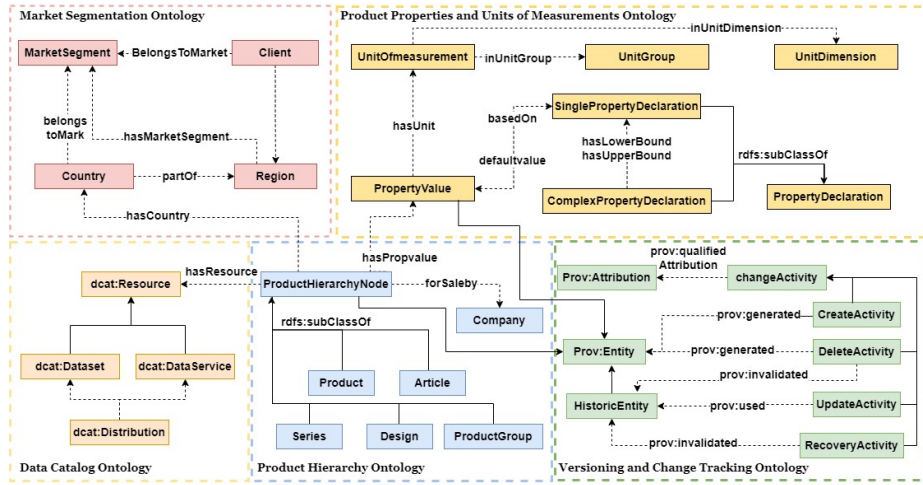 Market Segmentation Ontology
MarketSegment
BelongsToMarket
Client
belongs
toMark
hasMarketSegment
Country
partOf
Region
hasCountry
Product Properties and Units of Measurements Ontology
inUnitDimension
UnitOfmeasurement
inUnitGroup
UnitGroup
UnitDimension
SinglePropertyDeclaration
basedOn
hasUnit
hasLowerBound
hasUpperBound
defaultvalue
rdfs:subClassOf
PropertyValue
ComplexPropertyDeclaration
PropertyDeclaration
dcat:Resource
hasResource
dcat:Dataset
dcat:DataService
dcat:Distribution
Data Catalog Ontology
hasPropvalue
ProductHierarchyNode
forSaleby
Company
rdfs:subClassOf
Product
Article
Series
Design
ProductGroup
Product Hierarchy Ontology
prov:qualified
Attribution
Prov:Attribution
changeActivity
prov:generated
CreateActivity
Prov:Entity
prov:generated
DeleteActivity
prov:invalidated
HistoricEntity
prov:used
UpdateActivity
prov:invalidated
RecoveryActivity
Versioning and Change Tracking Ontology